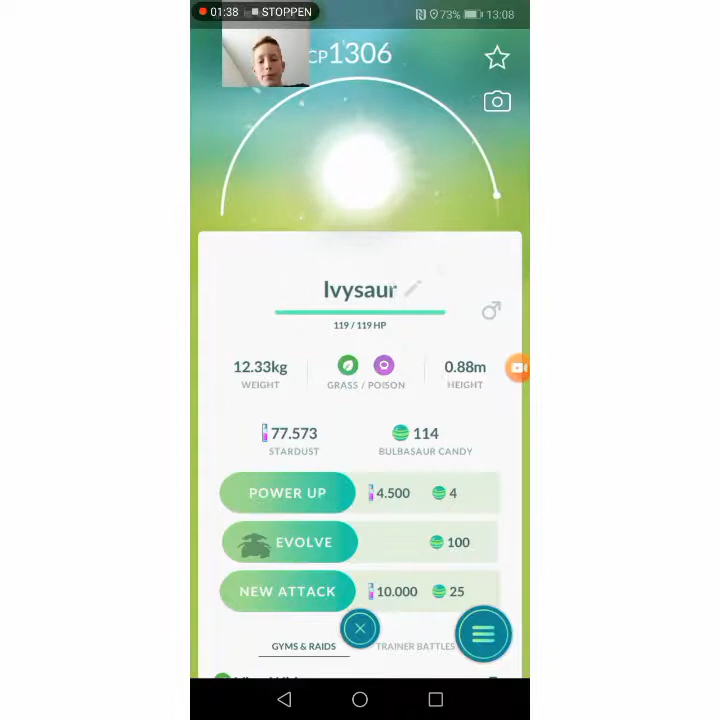 01:38 STOPPEN
73% 13:08
CP1306
Ivysaur
119 / 119 HP
12.33kg
WEIGHT
GRASS / POISON
0.88m
HEIGHT
77.573
STARDUST
114
BULBASAUR CANDY
POWER UP 4.500 4
EVOLVE 100
NEW ATTACK 10.000 25
GYMS & RAIDS TRAINER BATTLES